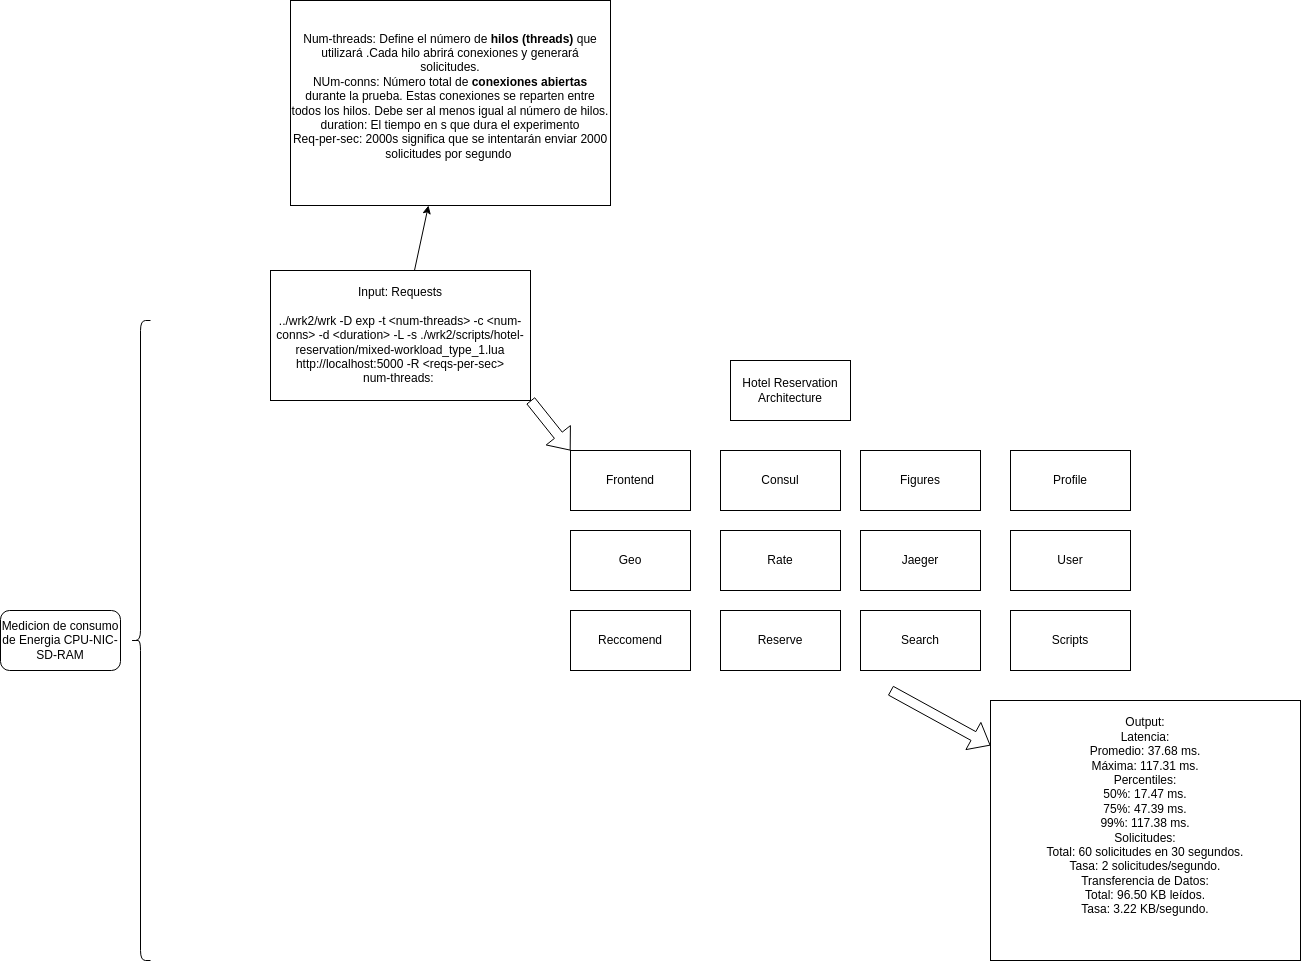 Num-threads: Define el número de hilos (threads) que
utilizará .Cada hilo abrirá conexiones y generará
solicitudes.
NUm-conns: Número total de conexiones abiertas
durante la prueba. Estas conexiones se reparten entre
todos los hilos. Debe ser al menos igual al número de hilos.
duration: El tiempo en s que dura el experimento
Req-per-sec: 2000s significa que se intentarán enviar 2000
solicitudes por segundo
Input: Requests
../wrk2/wrk -D exp -t <num-threads> -c <num-
conns> -d <duration> -L -s ./wrk2/scripts/hotel-
reservation/mixed-workload_type_1.lua
http://localhost:5000 -R <reqs-per-sec>
num-threads:
Hotel Reservation
Architecture
Frontend
Consul
Figures
Profile
Geo
Rate
Jaeger
User
Reccomend
Reserve
Search
Scripts
Medicion de consumo
de Energia CPU-NIC-
SD-RAM
Output:
Latencia:
Promedio: 37.68 ms.
Máxima: 117.31 ms.
Percentiles:
50%: 17.47 ms.
75%: 47.39 ms.
99%: 117.38 ms.
Solicitudes:
Total: 60 solicitudes en 30 segundos.
Tasa: 2 solicitudes/segundo.
Transferencia de Datos:
Total: 96.50 KB leídos.
Tasa: 3.22 KB/segundo.